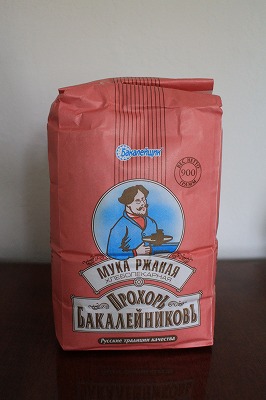 Бакалейщик
ВЕС НЕТТО
900
ГРАММ
МУКА РЖАНАЯ
ХЛЕБОПЕКАРНАЯ
ПРОХОРЪ
БАКАЛЕЙНИКОВЪ
Русские традиции качества